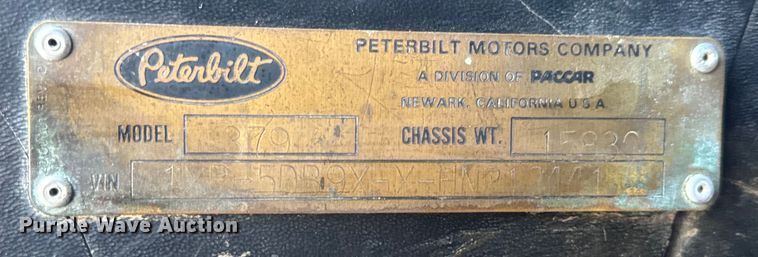 Peterbilt
PETERBILT MOTORS COMPANY
A DIVISION OF PACCAR
NEWARK, CALIFORNIA U S A
MODEL 379 CHASSIS WT. 15830
VIN
Purple Wave Auction